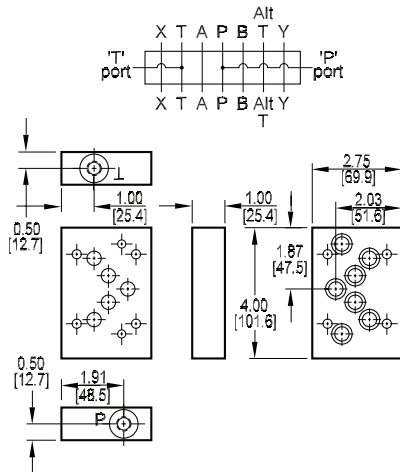 Alt
X T A P B T Y
'T' port
'P' port
X T A P B Alt T Y
T
1.00
[25.4]
0.50
[12.7]
1.00
[25.4]
2.75
[69.9]
2.03
[51.6]
1.87
[47.5]
4.00
[101.6]
0.50
[12.7]
1.91
[48.5]
P